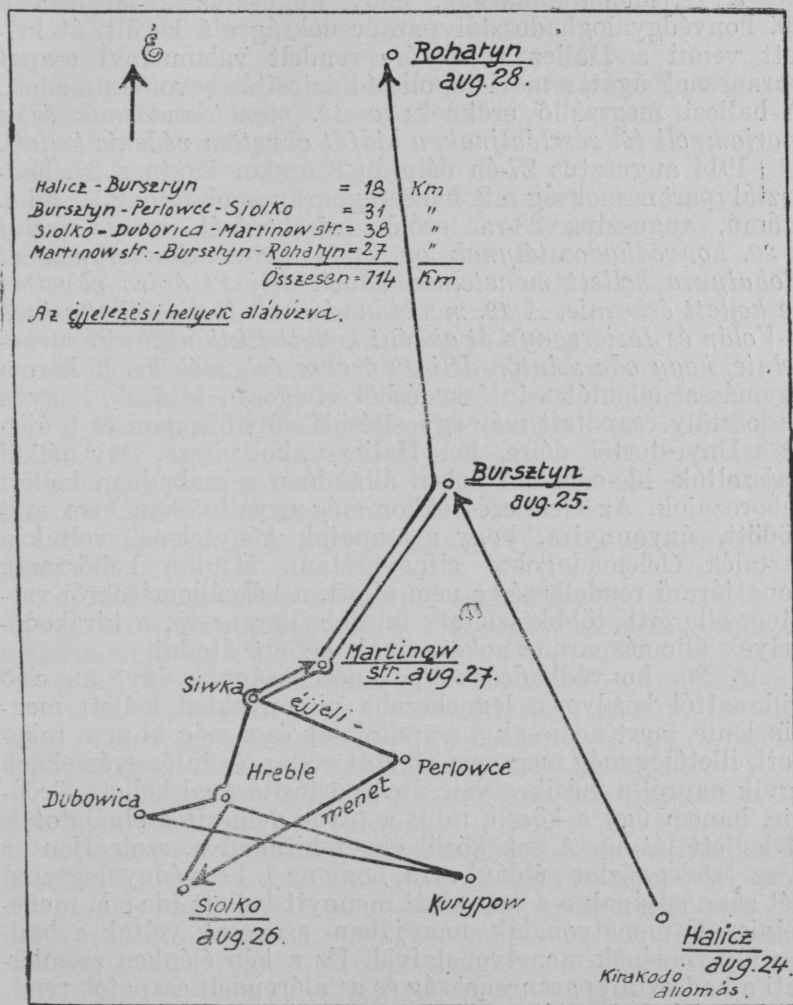 É
Rohatyn
aug.28.
Halicz - Bursztyn = 18 Km
Bursztyn - Perlowce - Siolko = 31 "
Siolko - Dubovica - Martinow str. = 38 "
Martinow str. - Bursztyn - Rohatyn = 27 "
Összesen = 114 Km
Az éjjelezési helyek aláhúzva.
Bursztyn
aug.25.
Martinow
str. aug.27.
Siwka
éjjeli -
Perlowce
menet
Hreble
Dubowica
Siolko
aug.26.
Kurypow
Halicz
aug.24.
Kirakodó
állomás.